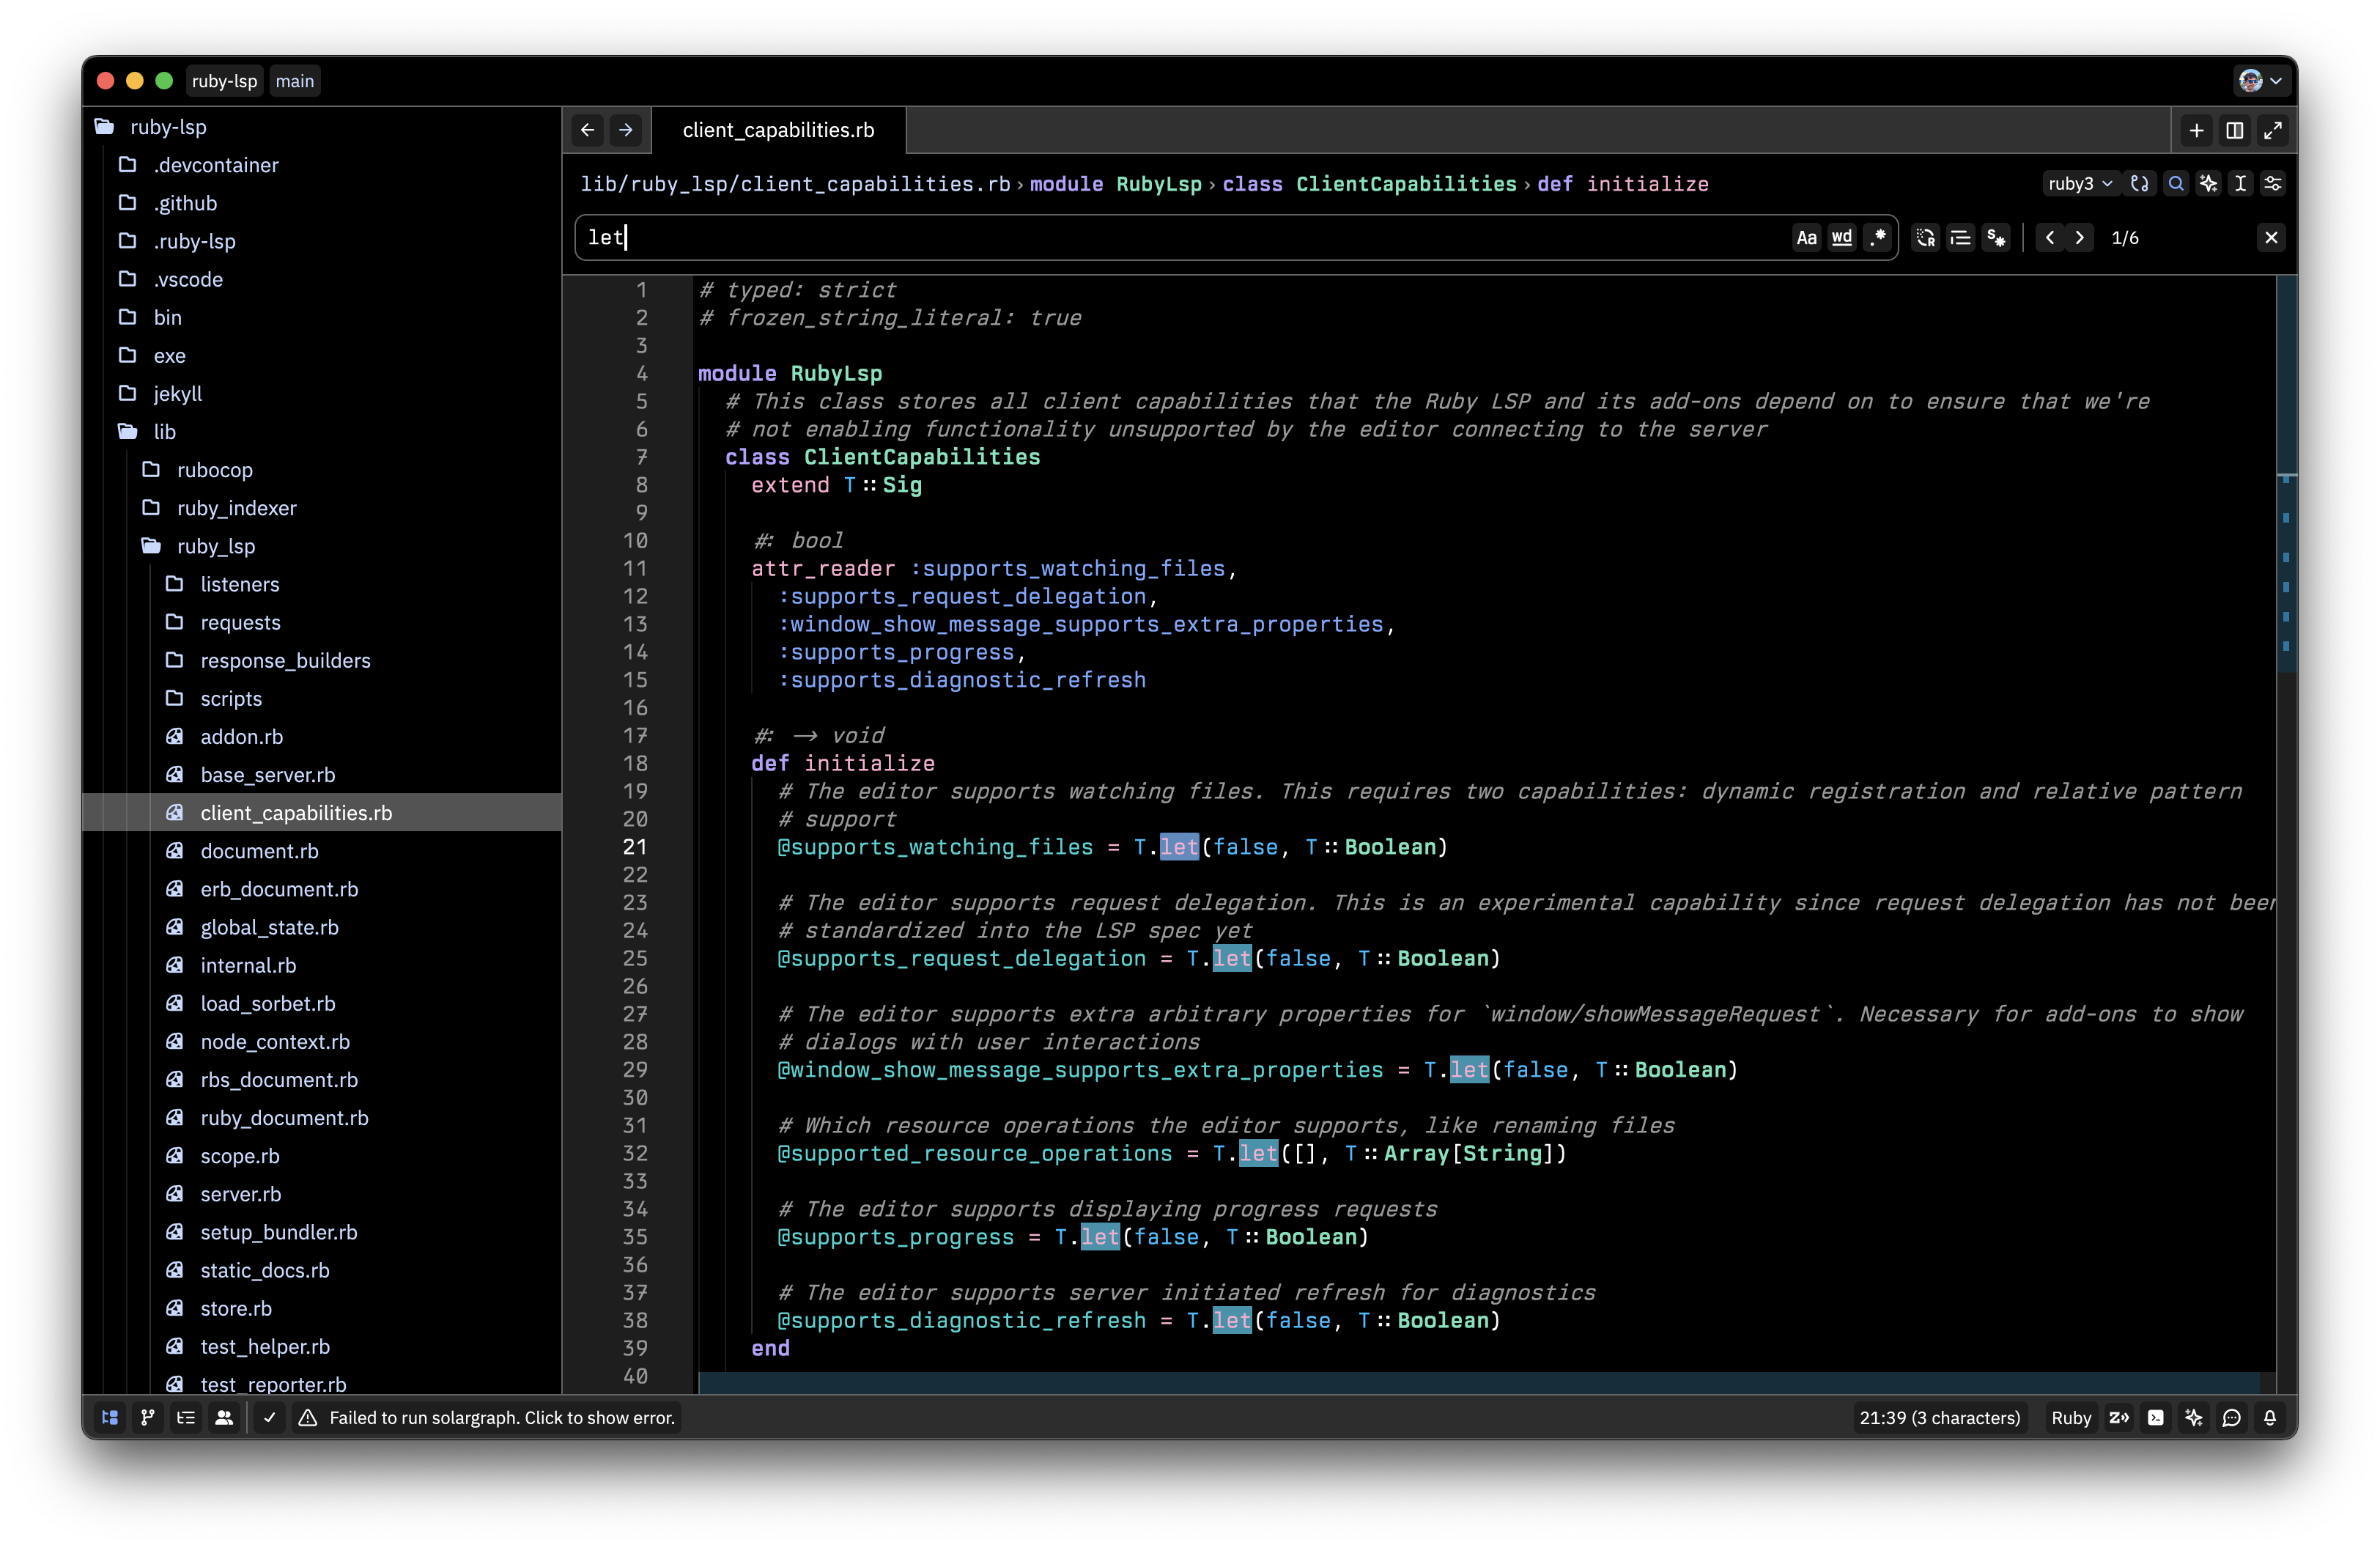 ruby-lsp main
ruby-lsp
.devcontainer
.github
.ruby-lsp
.vscode
bin
exe
jekyll
lib
rubocop
ruby_indexer
ruby_lsp
listeners
requests
response_builders
scripts
addon.rb
base_server.rb
client_capabilities.rb
document.rb
erb_document.rb
global_state.rb
internal.rb
load_sorbet.rb
node_context.rb
rbs_document.rb
ruby_document.rb
scope.rb
server.rb
setup_bundler.rb
static_docs.rb
store.rb
test_helper.rb
test_reporter.rb
client_capabilities.rb
lib/ruby_lsp/client_capabilities.rb › module RubyLsp › class ClientCapabilities › def initialize
ruby3
let
Aa wd .* 1/6
1 # typed: strict
2 # frozen_string_literal: true
3
4 module RubyLsp
5 # This class stores all client capabilities that the Ruby LSP and its add-ons depend on to ensure that we're
6 # not enabling functionality unsupported by the editor connecting to the server
7 class ClientCapabilities
8 extend T::Sig
9
10 #: bool
11 attr_reader :supports_watching_files,
12 :supports_request_delegation,
13 :window_show_message_supports_extra_properties,
14 :supports_progress,
15 :supports_diagnostic_refresh
16
17 #: -> void
18 def initialize
19 # The editor supports watching files. This requires two capabilities: dynamic registration and relative pattern
20 # support
21 @supports_watching_files = T.let(false, T::Boolean)
22
23 # The editor supports request delegation. This is an experimental capability since request delegation has not been
24 # standardized into the LSP spec yet
25 @supports_request_delegation = T.let(false, T::Boolean)
26
27 # The editor supports extra arbitrary properties for `window/showMessageRequest`. Necessary for add-ons to show
28 # dialogs with user interactions
29 @window_show_message_supports_extra_properties = T.let(false, T::Boolean)
30
31 # Which resource operations the editor supports, like renaming files
32 @supported_resource_operations = T.let([], T::Array[String])
33
34 # The editor supports displaying progress requests
35 @supports_progress = T.let(false, T::Boolean)
36
37 # The editor supports server initiated refresh for diagnostics
38 @supports_diagnostic_refresh = T.let(false, T::Boolean)
39 end
40
Failed to run solargraph. Click to show error.
21:39 (3 characters) Ruby